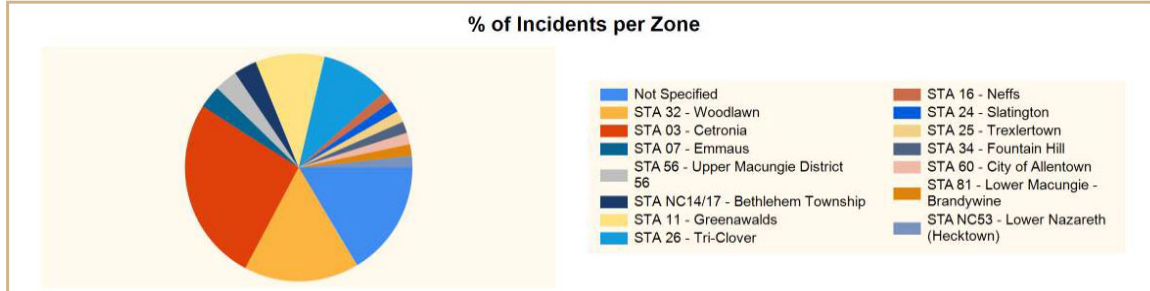 % of Incidents per Zone
Not Specified
STA 32 - Woodlawn
STA 03 - Cetronia
STA 07 - Emmaus
STA 56 - Upper Macungie District
56
STA NC14/17 - Bethlehem Township
STA 11 - Greenawalds
STA 26 - Tri-Clover
STA 16 - Neffs
STA 24 - Slatington
STA 25 - Trexlertown
STA 34 - Fountain Hill
STA 60 - City of Allentown
STA 81 - Lower Macungie -
Brandywine
STA NC53 - Lower Nazareth
(Hecktown)